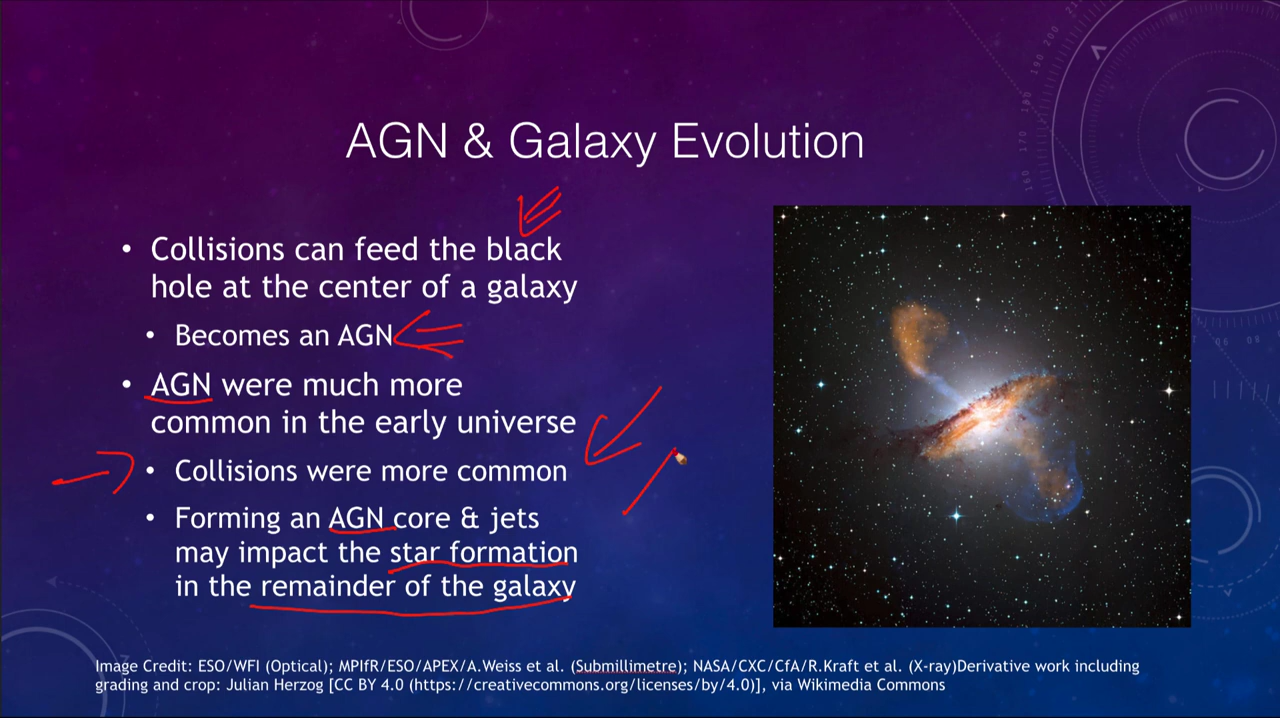 AGN & Galaxy Evolution
• Collisions can feed the black
hole at the center of a galaxy
• Becomes an AGN
• AGN were much more
common in the early universe
• Collisions were more common
• Forming an AGN core & jets
may impact the star formation
in the remainder of the galaxy
Image Credit: ESO/WFI (Optical); MPIfR/ESO/APEX/A.Weiss et al. (Submillimetre); NASA/CXC/CfA/R.Kraft et al. (X-ray)Derivative work including
grading and crop: Julian Herzog [CC BY 4.0 (https://creativecommons.org/licenses/by/4.0)], via Wikimedia Commons